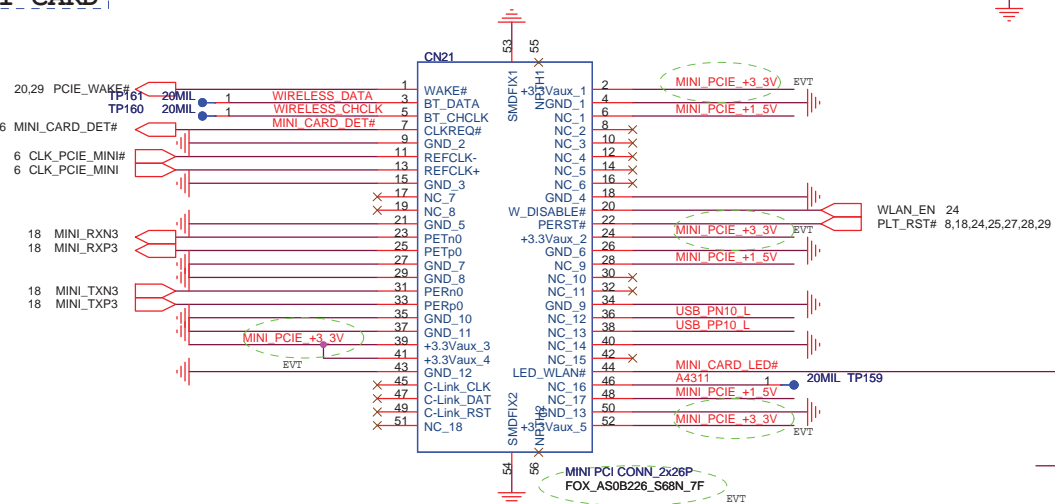 CARD
CN21
53
55
SMDFIX1
NPTH1
20,29 PCIE_WAKE# 1 WAKE# +3.3Vaux_1 2 MINI_PCIE_+3_3V EVT
TP161 20MIL 1 WIRELESS_DATA 3 BT_DATA GND_1 4
TP160 20MIL 1 WIRELESS_CHCLK 5 BT_CHCLK NC_1 6 MINI_PCIE_+1_5V
6 MINI_CARD_DET# MINI_CARD_DET# 7 CLKREQ# NC_2 8
9 GND_2 NC_3 10
6 CLK_PCIE_MINI# 11 REFCLK- NC_4 12
6 CLK_PCIE_MINI 13 REFCLK+ NC_5 14
15 GND_3 NC_6 16
17 NC_7 GND_4 18
19 NC_8 W_DISABLE# 20 WLAN_EN 24
21 GND_5 PERST# 22 PLT_RST# 8,18,24,25,27,28,29
18 MINI_RXN3 23 PETn0 +3.3Vaux_2 24 MINI_PCIE_+3_3V EVT
18 MINI_RXP3 25 PETp0 GND_6 26
27 GND_7 NC_9 28 MINI_PCIE_+1_5V
29 GND_8 NC_10 30
18 MINI_TXN3 31 PERn0 NC_11 32
18 MINI_TXP3 33 PERp0 GND_9 34
35 GND_10 NC_12 36 USB_PN10_L
37 GND_11 NC_13 38 USB_PP10_L
MINI_PCIE_+3_3V 39 +3.3Vaux_3 NC_14 40
EVT 41 +3.3Vaux_4 NC_15 42
43 GND_12 LED_WLAN# 44 MINI_CARD_LED#
45 C-Link_CLK NC_16 46 A4311 1 20MIL TP159
47 C-Link_DAT NC_17 48 MINI_PCIE_+1_5V
49 C-Link_RST GND_13 50
51 NC_18 +3.3Vaux_5 52 MINI_PCIE_+3_3V EVT
SMDFIX2
NPTH2
54
56
MINI PCI CONN_2x26P
FOX_AS0B226_S68N_7F
EVT